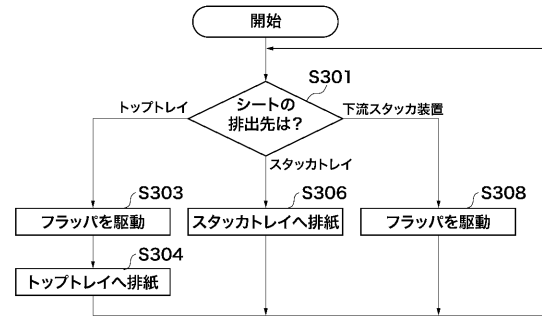 開始
S301
シートの
排出先は?
トップトレイ
下流スタッカ装置
スタッカトレイ
S303
フラッパを駆動
S306
スタッカトレイへ排紙
S308
フラッパを駆動
S304
トップトレイへ排紙